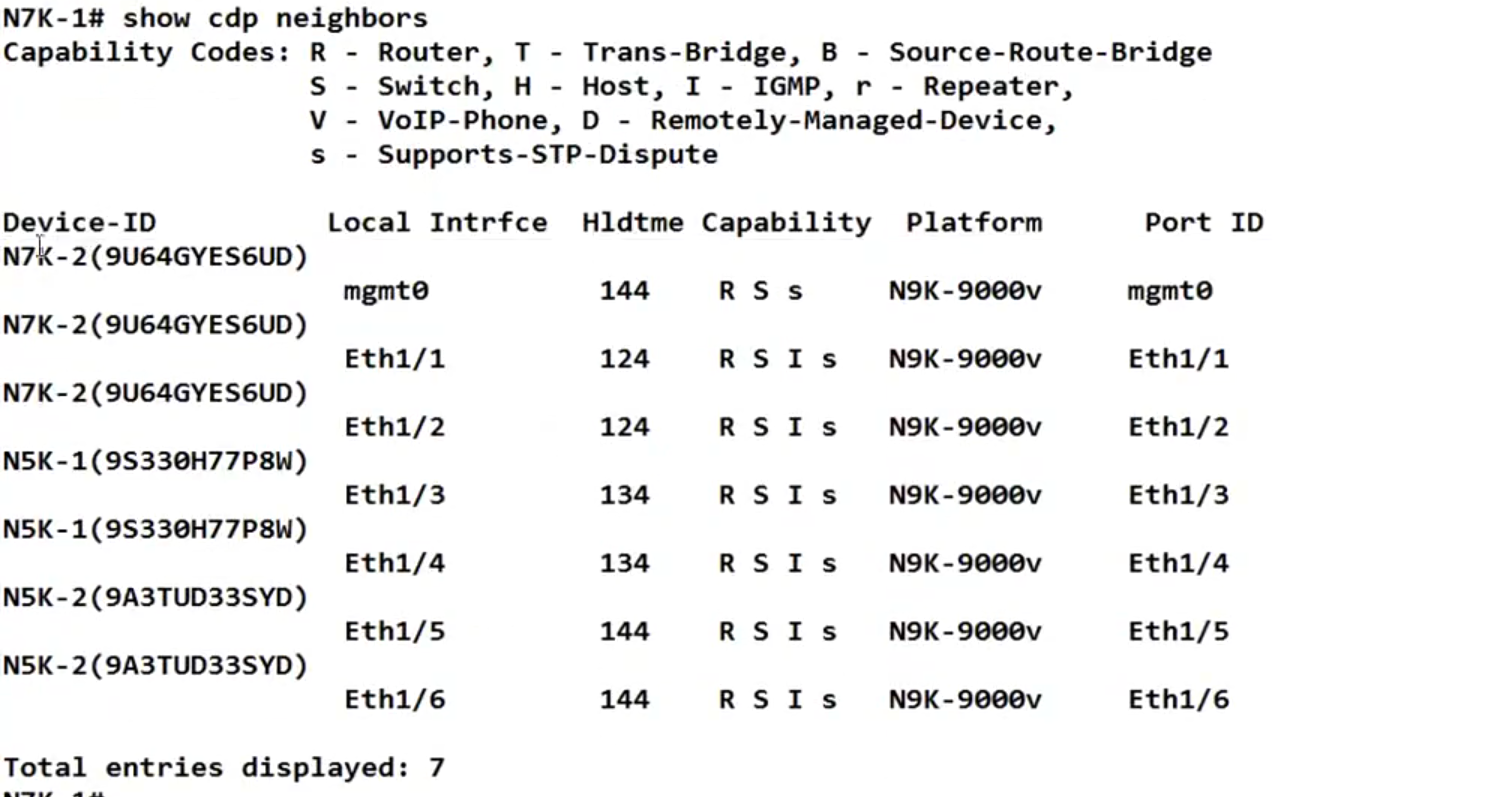 N7K-1# show cdp neighbors
Capability Codes: R - Router, T - Trans-Bridge, B - Source-Route-Bridge
                  S - Switch, H - Host, I - IGMP, r - Repeater,
                  V - VoIP-Phone, D - Remotely-Managed-Device,
                  s - Supports-STP-Dispute

Device-ID          Local Intrfce  Hldtme Capability  Platform      Port ID
N7K-2(9U64GYES6UD)
                    mgmt0          144    R S s     N9K-9000v     mgmt0
N7K-2(9U64GYES6UD)
                    Eth1/1         124    R S I s   N9K-9000v     Eth1/1
N7K-2(9U64GYES6UD)
                    Eth1/2         124    R S I s   N9K-9000v     Eth1/2
N5K-1(9S330H77P8W)
                    Eth1/3         134    R S I s   N9K-9000v     Eth1/3
N5K-1(9S330H77P8W)
                    Eth1/4         134    R S I s   N9K-9000v     Eth1/4
N5K-2(9A3TUD33SYD)
                    Eth1/5         144    R S I s   N9K-9000v     Eth1/5
N5K-2(9A3TUD33SYD)
                    Eth1/6         144    R S I s   N9K-9000v     Eth1/6

Total entries displayed: 7
N7K-1#